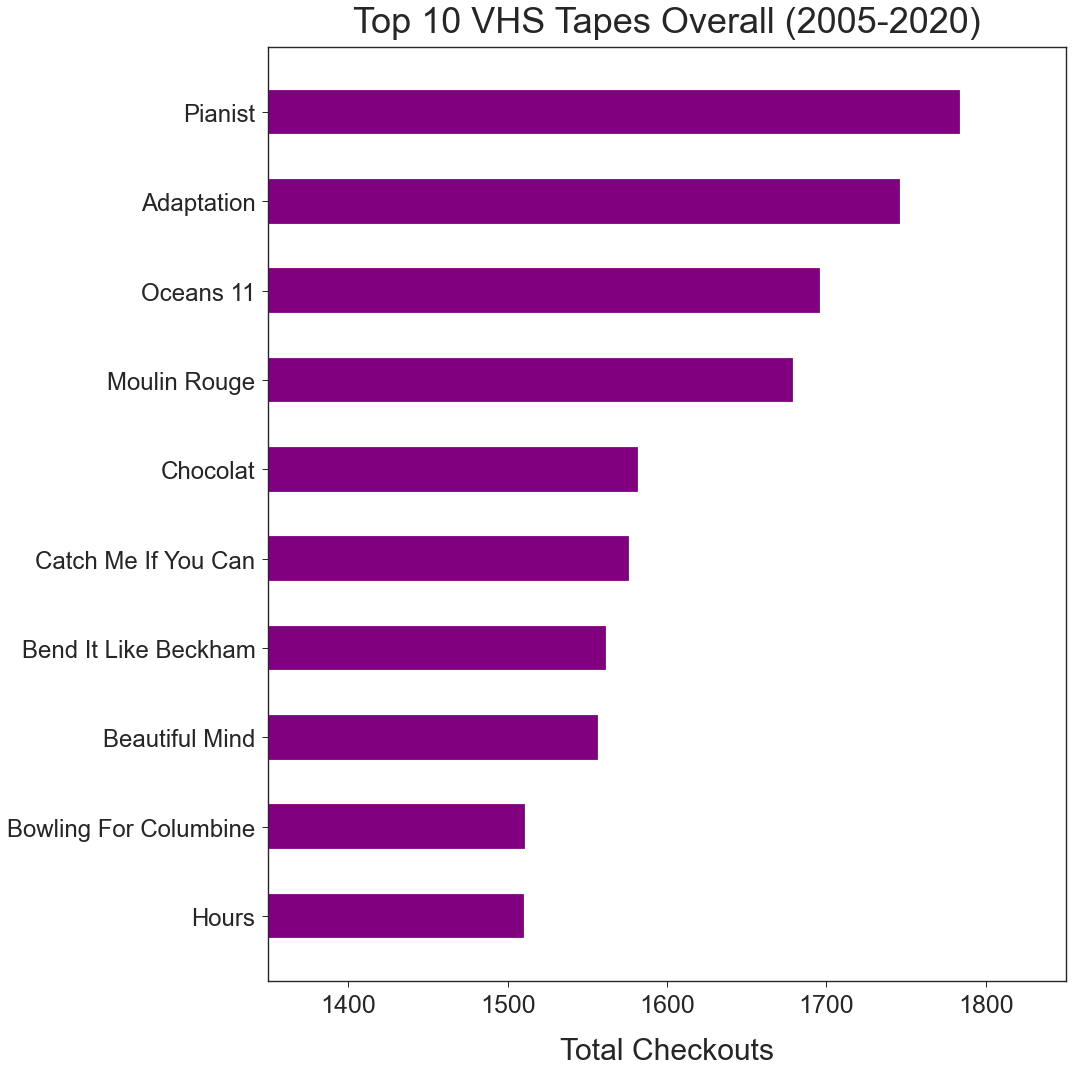 Top 10 VHS Tapes Overall (2005-2020)
Pianist
Adaptation
Oceans 11
Moulin Rouge
Chocolat
Catch Me If You Can
Bend It Like Beckham
Beautiful Mind
Bowling For Columbine
Hours
1400 1500 1600 1700 1800
Total Checkouts